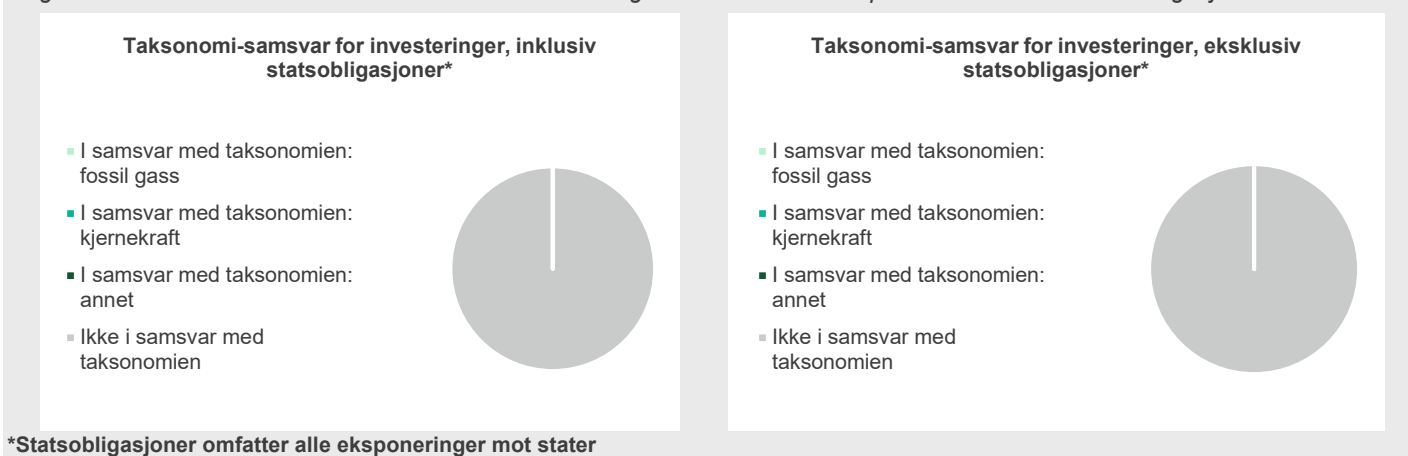 Taksonomi-samsvar for investeringer, inklusiv
statsobligasjoner*
I samsvar med taksonomien:
fossil gass
I samsvar med taksonomien:
kjernekraft
I samsvar med taksonomien:
annet
Ikke i samsvar med
taksonomien
Taksonomi-samsvar for investeringer, eksklusiv
statsobligasjoner*
I samsvar med taksonomien:
fossil gass
I samsvar med taksonomien:
kjernekraft
I samsvar med taksonomien:
annet
Ikke i samsvar med
taksonomien
*Statsobligasjoner omfatter alle eksponeringer mot stater